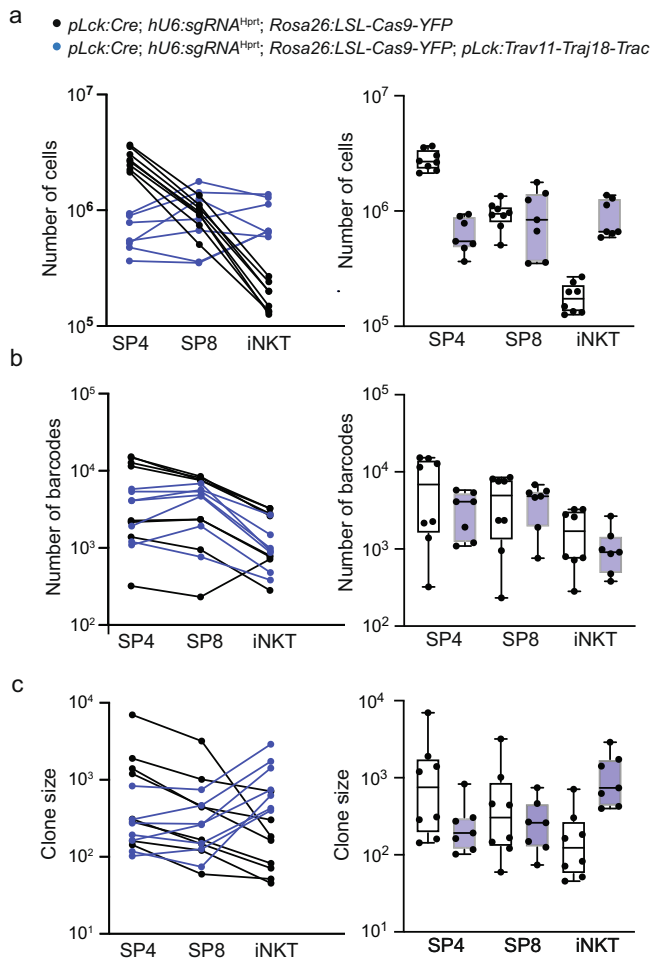 a
pLck:Cre; hU6:sgRNAHprt; Rosa26:LSL-Cas9-YFP
pLck:Cre; hU6:sgRNAHprt; Rosa26:LSL-Cas9-YFP; pLck:Trav11-Traj18-Trac
Number of cells
10^7
10^6
10^5
SP4 SP8 iNKT
Number of cells
10^7
10^6
10^5
SP4 SP8 iNKT
b
Number of barcodes
10^5
10^4
10^3
10^2
SP4 SP8 iNKT
Number of barcodes
10^5
10^4
10^3
10^2
SP4 SP8 iNKT
c
Clone size
10^4
10^3
10^2
10^1
SP4 SP8 iNKT
Clone size
10^4
10^3
10^2
10^1
SP4 SP8 iNKT